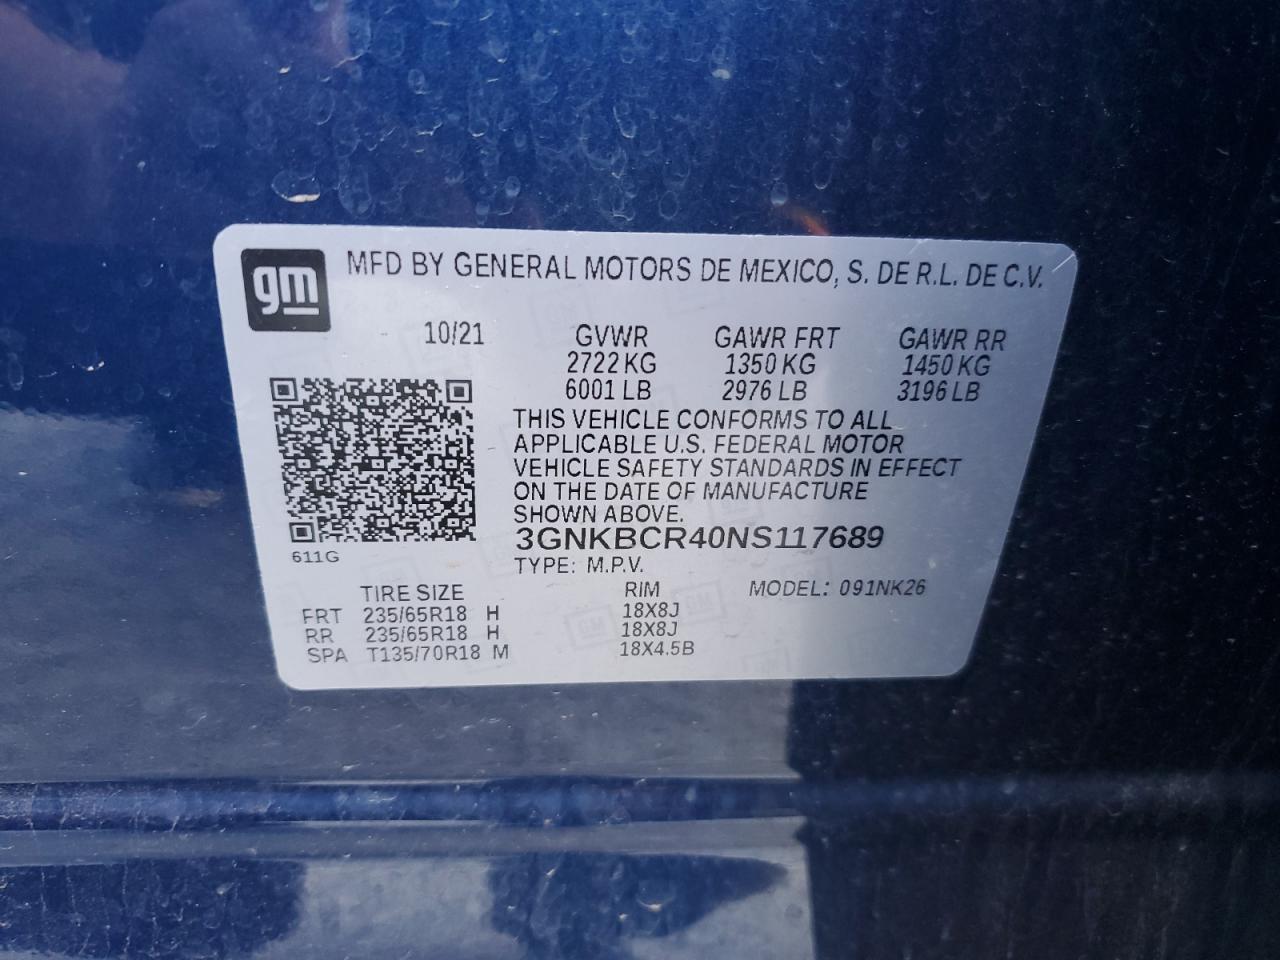 gm MFD BY GENERAL MOTORS DE MEXICO, S. DE R.L. DE C.V.
10/21 GVWR GAWR FRT GAWR RR
2722 KG 1350 KG 1450 KG
6001 LB 2976 LB 3196 LB
THIS VEHICLE CONFORMS TO ALL
APPLICABLE U.S. FEDERAL MOTOR
VEHICLE SAFETY STANDARDS IN EFFECT
ON THE DATE OF MANUFACTURE
SHOWN ABOVE.
3GNKBCR40NS117689
611G
TYPE: M.P.V.
TIRE SIZE RIM MODEL: 091NK26
FRT 235/65R18 H 18X8J
RR 235/65R18 H 18X8J
SPA T135/70R18 M 18X4.5B